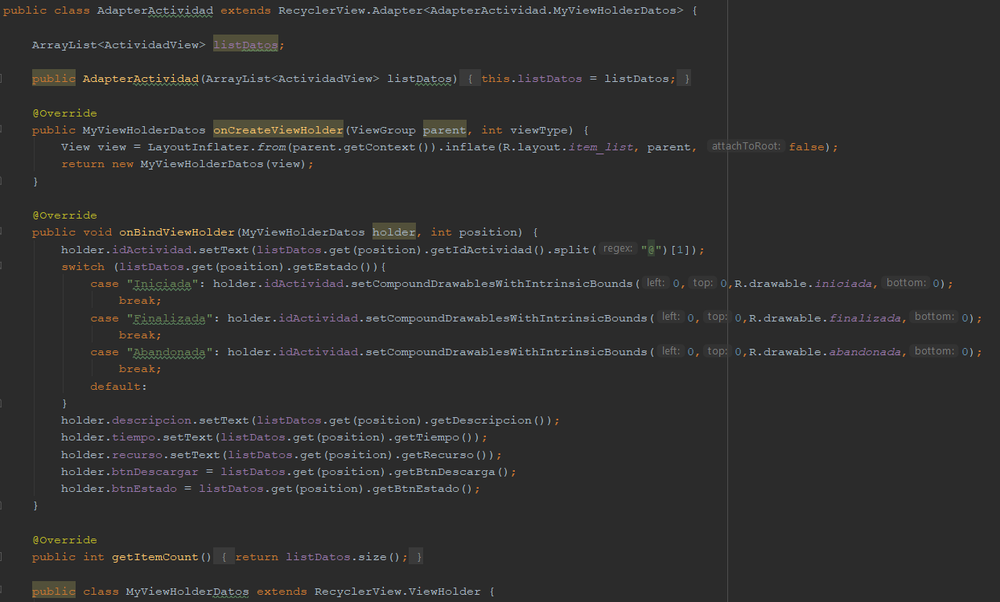 public class AdapterActividad extends RecyclerView.Adapter<AdapterActividad.MyViewHolderDatos> {
ArrayList<ActividadView> listDatos;
public AdapterActividad(ArrayList<ActividadView> listDatos) { this.listDatos = listDatos; }
@Override
public MyViewHolderDatos onCreateViewHolder(ViewGroup parent, int viewType) {
View view = LayoutInflater.from(parent.getContext()).inflate(R.layout.item_list, parent, attachToRoot: false);
return new MyViewHolderDatos(view);
}
@Override
public void onBindViewHolder(MyViewHolderDatos holder, int position) {
holder.idActividad.setText(listDatos.get(position).getIdActividad().split( regex: "@")[1]);
switch (listDatos.get(position).getEstado()){
case "Iniciada": holder.idActividad.setCompoundDrawablesWithIntrinsicBounds( left: 0, top: 0,R.drawable.iniciada, bottom: 0);
break;
case "Finalizada": holder.idActividad.setCompoundDrawablesWithIntrinsicBounds( left: 0, top: 0,R.drawable.finalizada, bottom: 0);
break;
case "Abandonada": holder.idActividad.setCompoundDrawablesWithIntrinsicBounds( left: 0, top: 0,R.drawable.abandonada, bottom: 0);
break;
default:
}
holder.descripcion.setText(listDatos.get(position).getDescripcion());
holder.tiempo.setText(listDatos.get(position).getTiempo());
holder.recurso.setText(listDatos.get(position).getRecurso());
holder.btnDescargar = listDatos.get(position).getBtnDescarga();
holder.btnEstado = listDatos.get(position).getBtnEstado();
}
@Override
public int getItemCount() { return listDatos.size(); }
public class MyViewHolderDatos extends RecyclerView.ViewHolder {